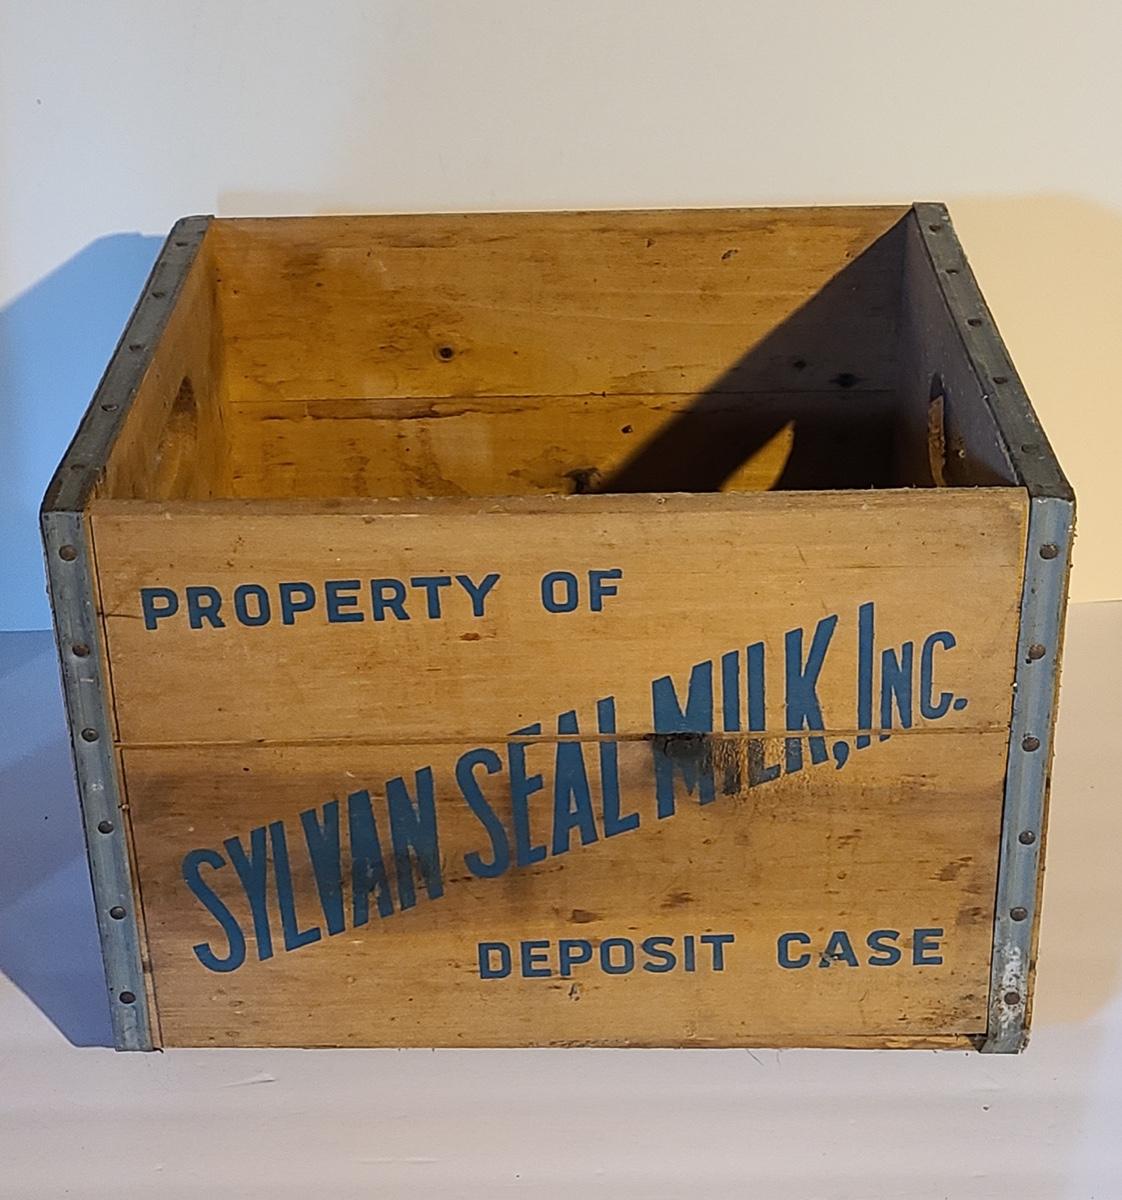 PROPERTY OF
SYLVAN SEAL MILK, INC.
DEPOSIT CASE